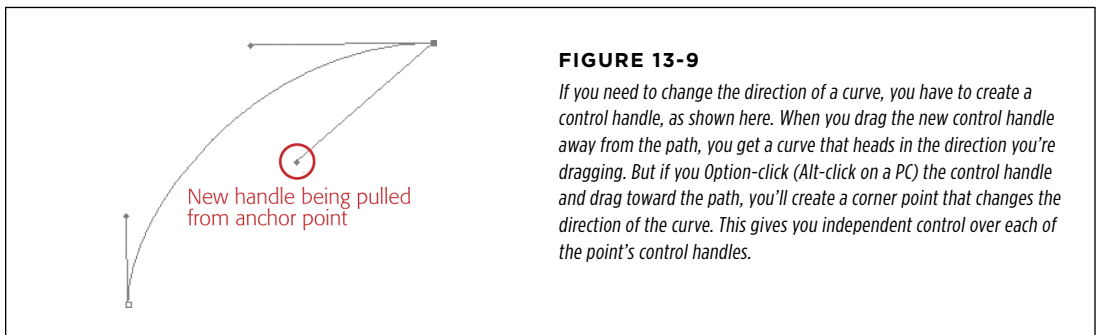 New handle being pulled
from anchor point
FIGURE 13-9
If you need to change the direction of a curve, you have to create a
control handle, as shown here. When you drag the new control handle
away from the path, you get a curve that heads in the direction you’re
dragging. But if you Option-click (Alt-click on a PC) the control handle
and drag toward the path, you’ll create a corner point that changes the
direction of the curve. This gives you independent control over each of
the point’s control handles.